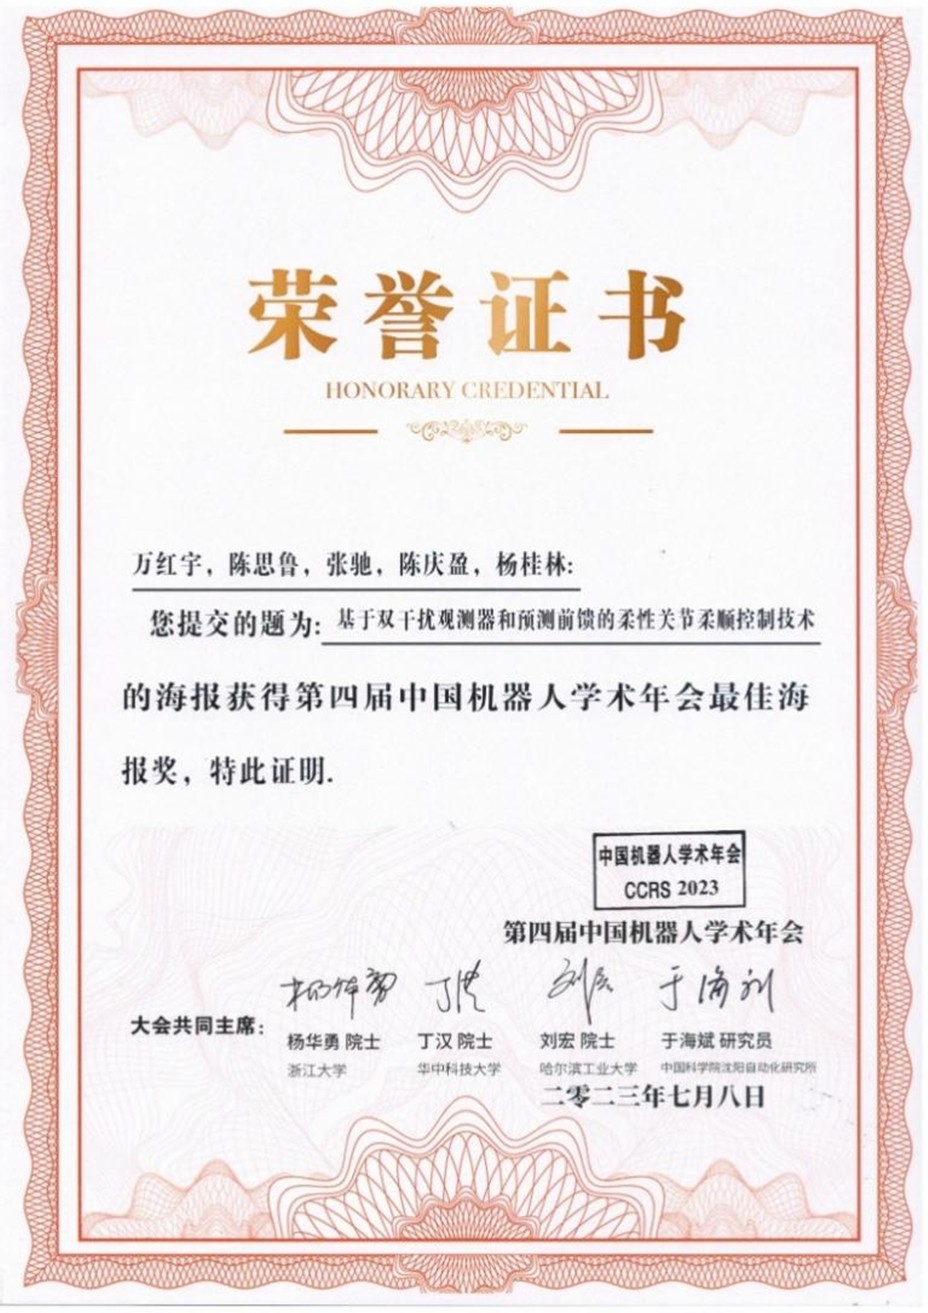 荣誉证书
HONORARY CREDENTIAL
万红宇，陈思鲁，张驰，陈庆盈，杨桂林:
您提交的题为: 基于双干扰观测器和预测前馈的柔性关节柔顺控制技术
的海报获得第四届中国机器人学术年会最佳海
报奖，特此证明.
中国机器人学术年会
CCRS 2023
第四届中国机器人学术年会
杨华勇 丁汉 刘宏 于海斌
大会共同主席：
杨华勇 院士 丁汉 院士 刘宏 院士 于海斌 研究员
浙江大学 华中科技大学 哈尔滨工业大学 中国科学院沈阳自动化研究所
二零二三年七月八日